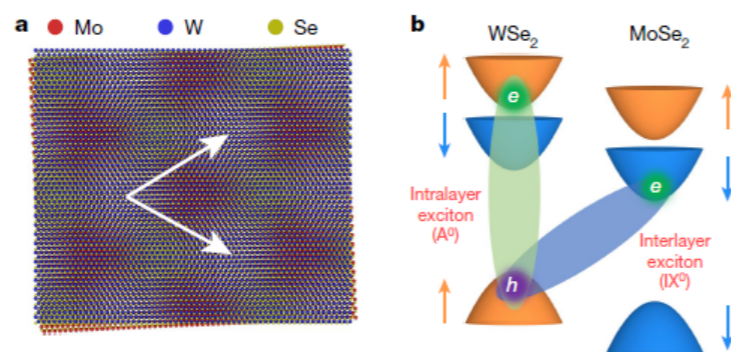 a
Mo W Se
b
WSe₂
MoSe₂
e
e
Intralayer
exciton
(A⁰)
Interlayer
exciton
(IX⁰)
h